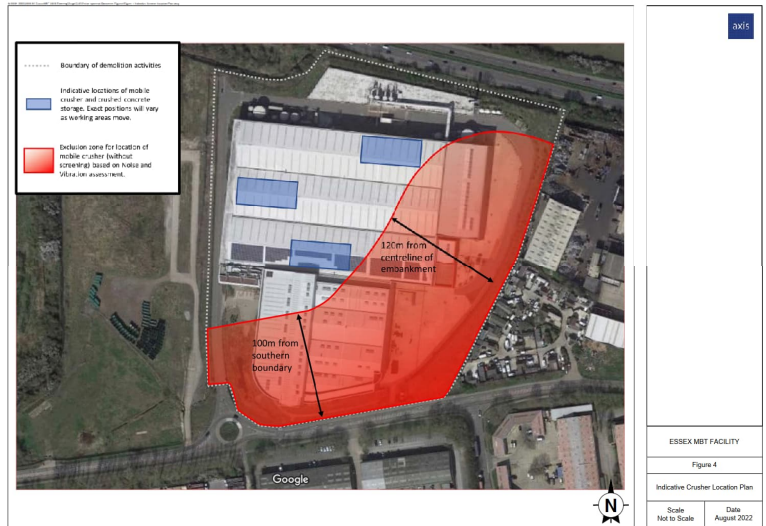 axis
Boundary of demolition activities
Indicative locations of mobile
crusher and crushed concrete
storage. Exact positions will vary
as working areas move.
Exclusion zone for location of
mobile crusher (without
screening) based on Noise and
Vibration assessment.
120m from
centreline of
embankment
100m from
southern
boundary
Google
N
ESSEX MBT FACILITY
Figure 4
Indicative Crusher Location Plan
Scale
Not to Scale
Date
August 2022